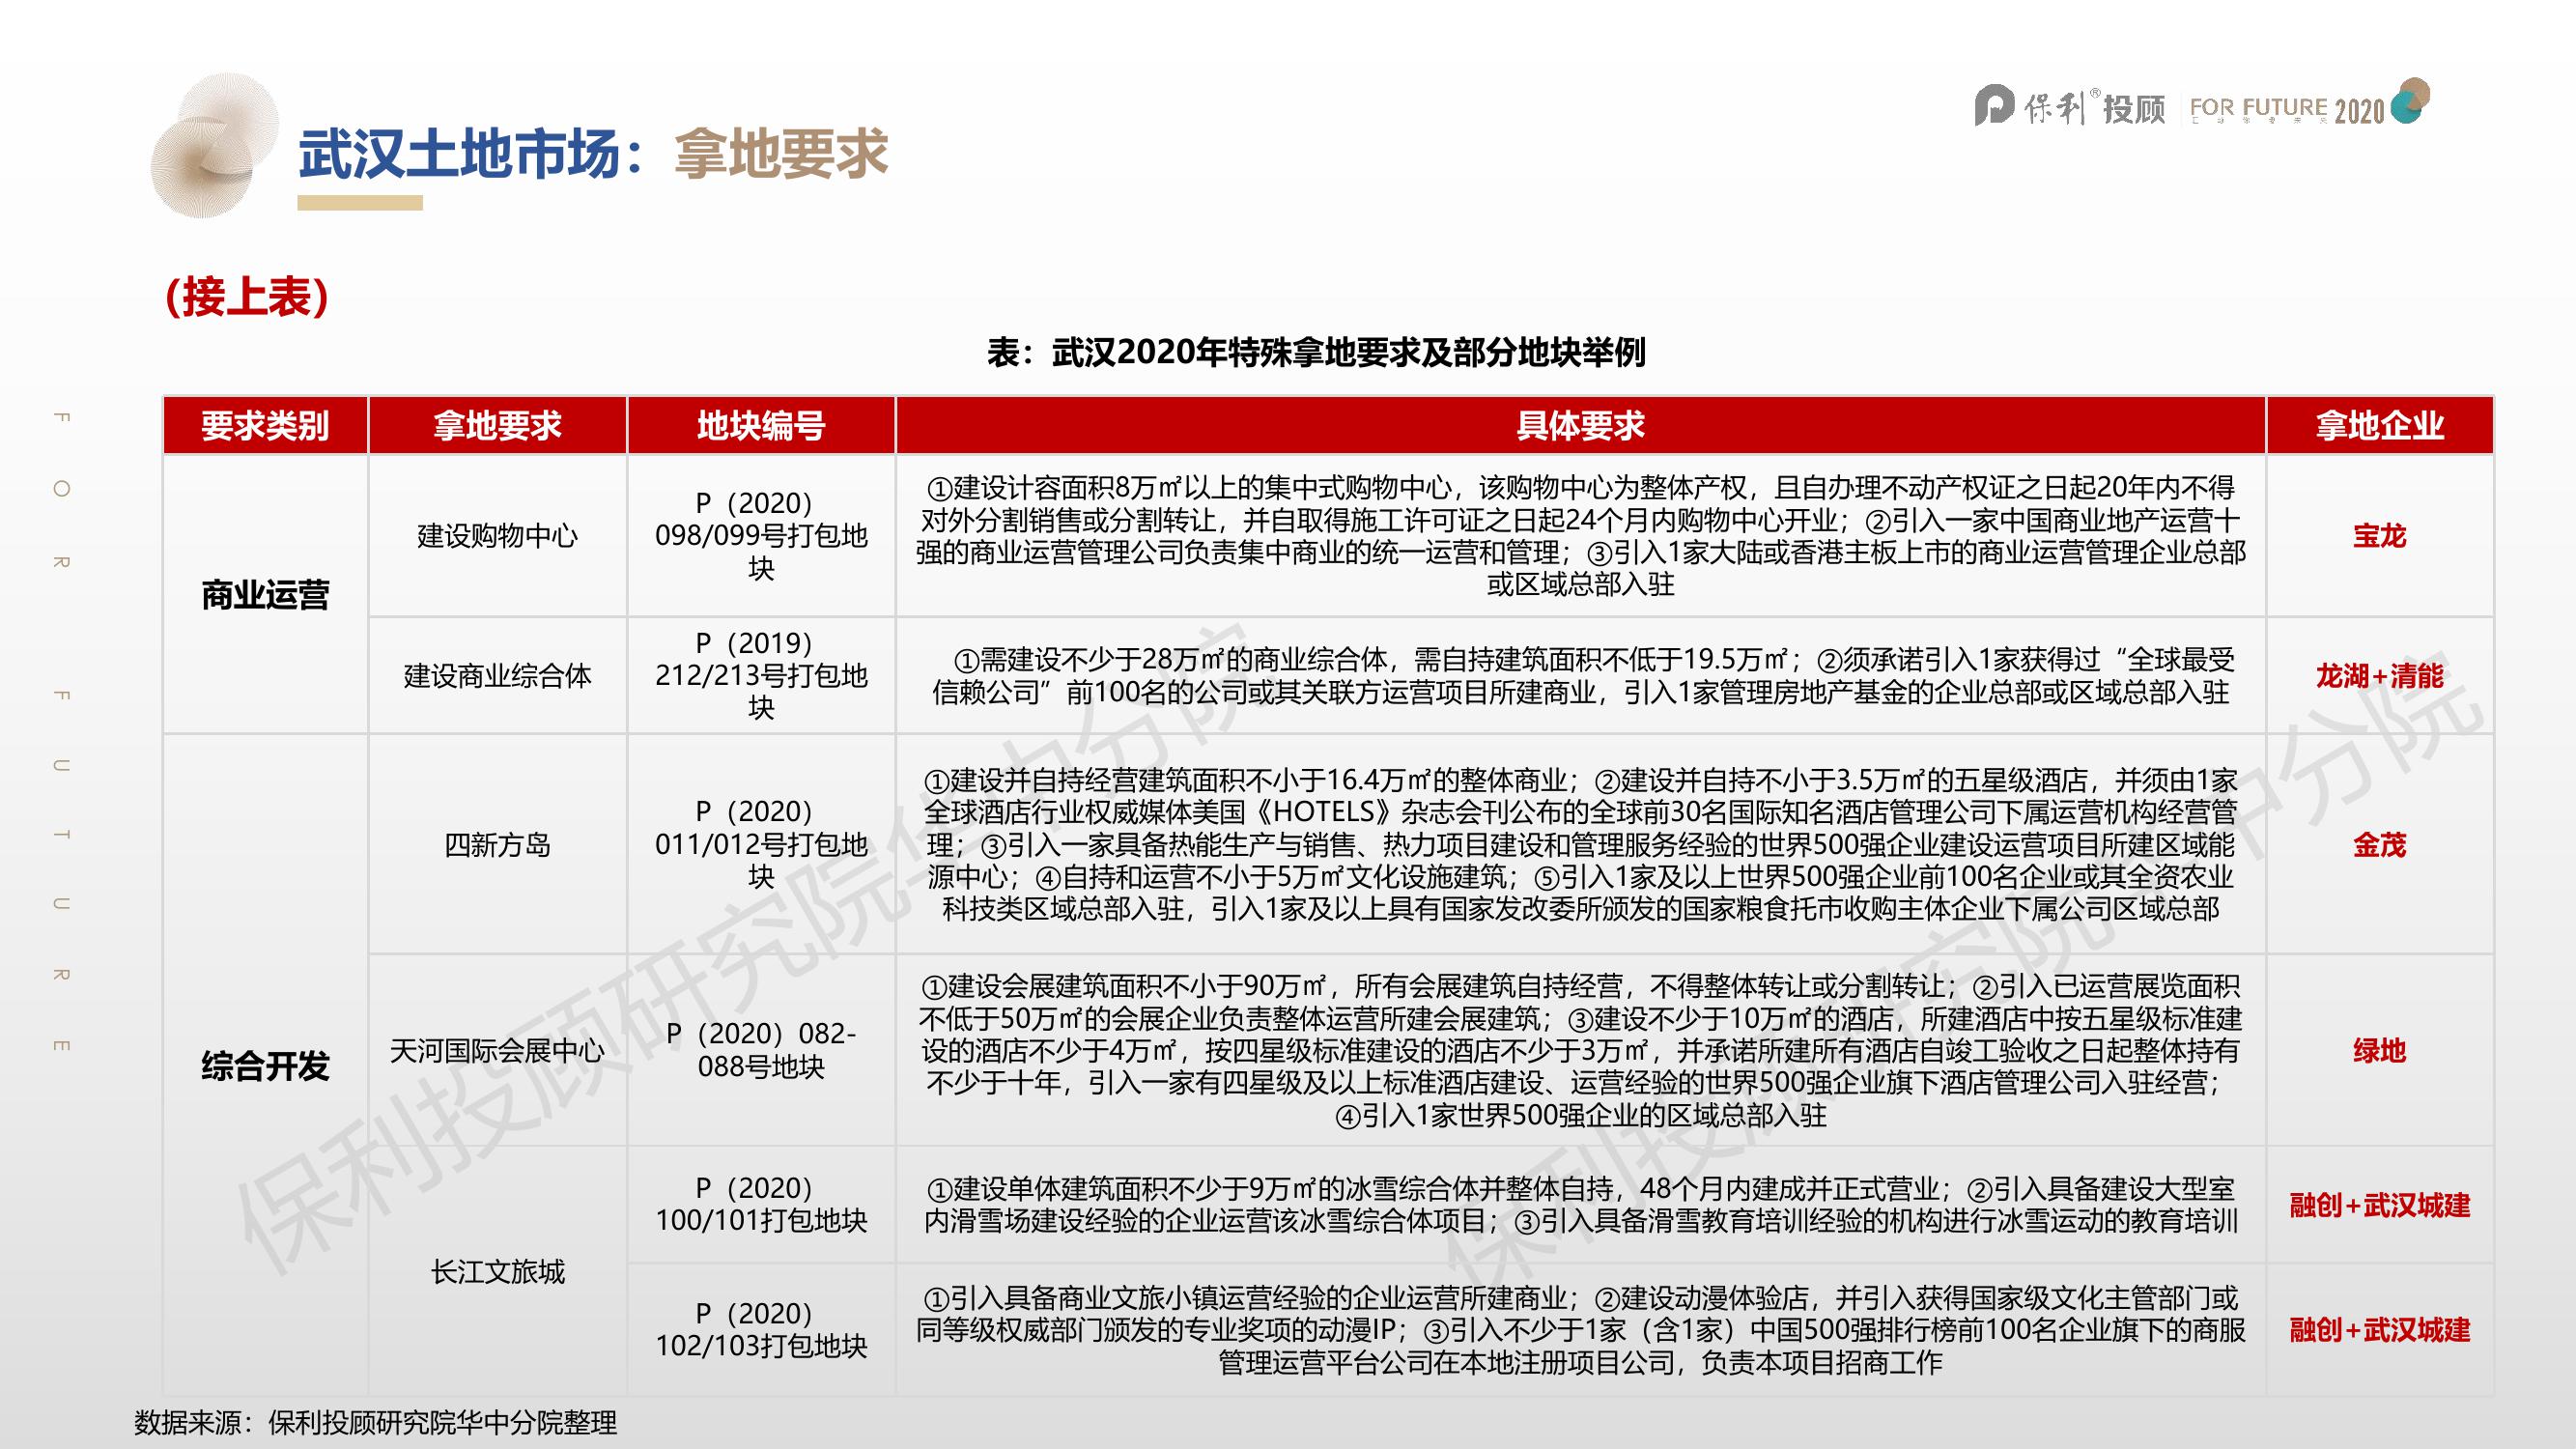 武汉土地市场：拿地要求
保利®投顾 FOR FUTURE 2020
(接上表)
表：武汉2020年特殊拿地要求及部分地块举例
FOR FUTURE
要求类别 拿地要求 地块编号 具体要求 拿地企业
商业运营
建设购物中心
P（2020）
098/099号打包地
块
①建设计容面积8万㎡以上的集中式购物中心，该购物中心为整体产权，且自办理不动产权证之日起20年内不得
对外分割销售或分割转让，并自取得施工许可证之日起24个月内购物中心开业；②引入一家中国商业地产运营十
强的商业运营管理公司负责集中商业的统一运营和管理；③引入1家大陆或香港主板上市的商业运营管理企业总部
或区域总部入驻
宝龙
建设商业综合体
P（2019）
212/213号打包地
块
①需建设不少于28万㎡的商业综合体，需自持建筑面积不低于19.5万㎡；②须承诺引入1家获得过“全球最受
信赖公司”前100名的公司或其关联方运营项目所建商业，引入1家管理房地产基金的企业总部或区域总部入驻
龙湖+清能
综合开发
四新方岛
P（2020）
011/012号打包地
块
①建设并自持经营建筑面积不小于16.4万㎡的整体商业；②建设并自持不小于3.5万㎡的五星级酒店，并须由1家
全球酒店行业权威媒体美国《HOTELS》杂志会刊公布的全球前30名国际知名酒店管理公司下属运营机构经营管
理；③引入一家具备热能生产与销售、热力项目建设和管理服务经验的世界500强企业建设运营项目所建区域能
源中心；④自持和运营不小于5万㎡文化设施建筑；⑤引入1家及以上世界500强企业前100名企业或其全资农业
科技类区域总部入驻，引入1家及以上具有国家发改委所颁发的国家粮食托市收购主体企业下属公司区域总部
金茂
天河国际会展中心
P（2020）082-
088号地块
①建设会展建筑面积不小于90万㎡，所有会展建筑自持经营，不得整体转让或分割转让；②引入已运营展览面积
不低于50万㎡的会展企业负责整体运营所建会展建筑；③建设不少于10万㎡的酒店，所建酒店中按五星级标准建
设的酒店不少于4万㎡，按四星级标准建设的酒店不少于3万㎡，并承诺所建所有酒店自竣工验收之日起整体持有
不少于十年，引入一家有四星级及以上标准酒店建设、运营经验的世界500强企业旗下酒店管理公司入驻经营；
④引入1家世界500强企业的区域总部入驻
绿地
长江文旅城
P（2020）
100/101打包地块
①建设单体建筑面积不少于9万㎡的冰雪综合体并整体自持，48个月内建成并正式营业；②引入具备建设大型室
内滑雪场建设经验的企业运营该冰雪综合体项目；③引入具备滑雪教育培训经验的机构进行冰雪运动的教育培训
融创+武汉城建
P（2020）
102/103打包地块
①引入具备商业文旅小镇运营经验的企业运营所建商业；②建设动漫体验店，并引入获得国家级文化主管部门或
同等级权威部门颁发的专业奖项的动漫IP；③引入不少于1家（含1家）中国500强排行榜前100名企业旗下的商服
管理运营平台公司在本地注册项目公司，负责本项目招商工作
融创+武汉城建
保利投顾研究院华中分院
保利投顾研究院华中分院
数据来源：保利投顾研究院华中分院整理